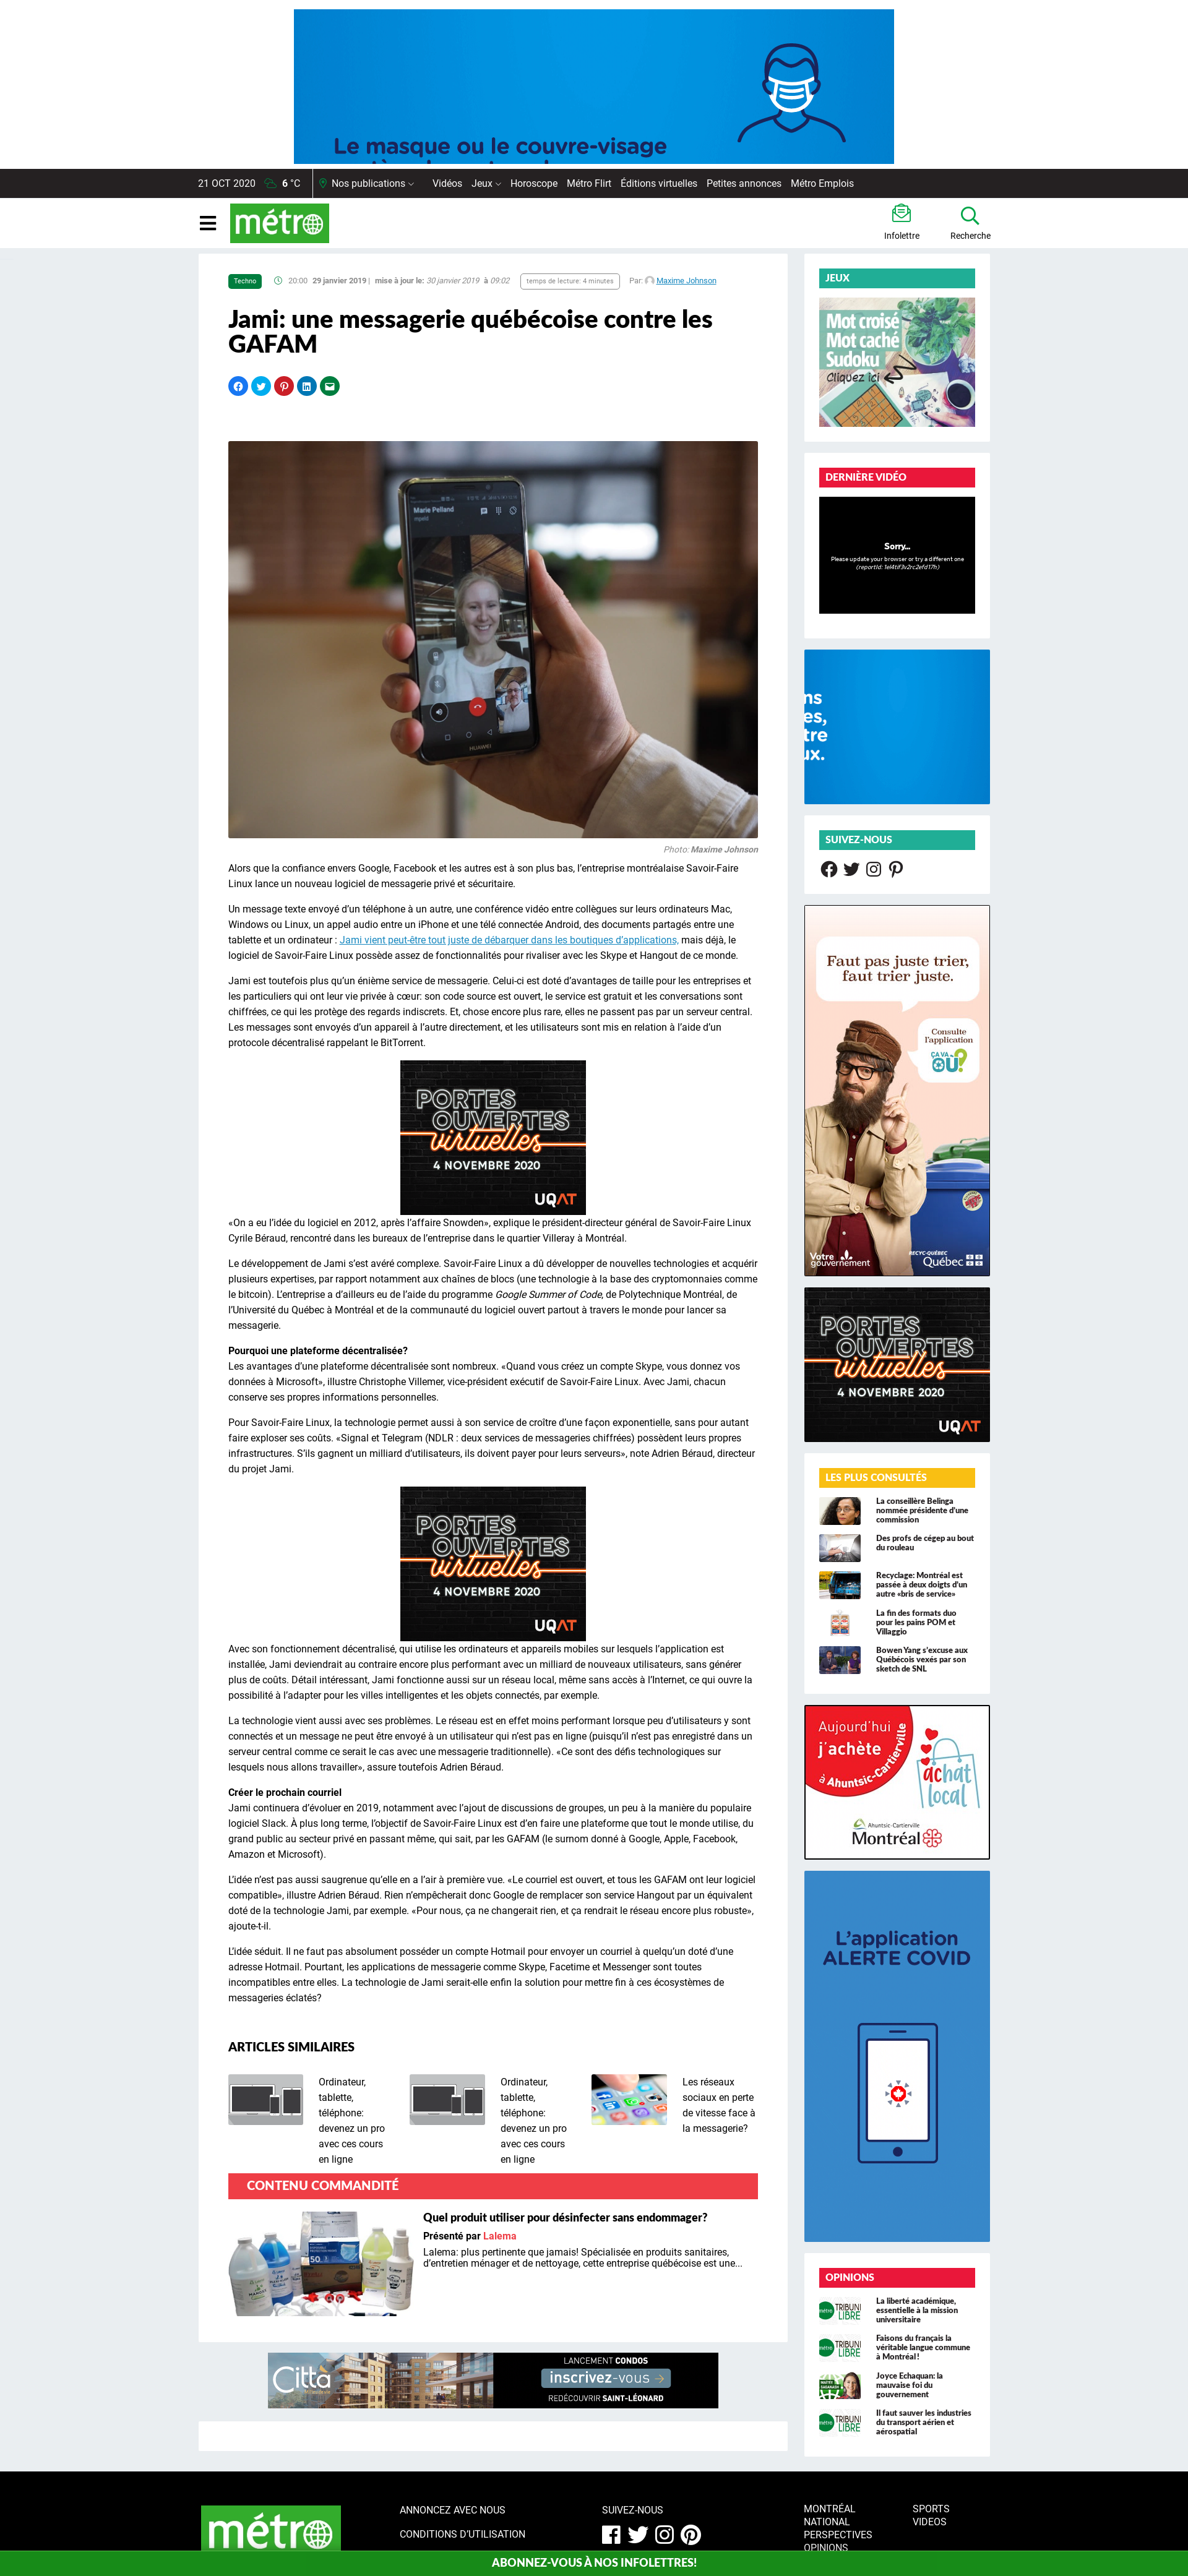 Le masque ou le couvre-visage
21 OCT 2020 6 °C Nos publications Vidéos Jeux Horoscope Métro Flirt Éditions virtuelles Petites annonces Métro Emplois
métro
Infolettre
Recherche
Techno 20:00 29 janvier 2019 | mise à jour le: 30 janvier 2019 à 09:02 temps de lecture: 4 minutes Par: Maxime Johnson
Jami: une messagerie québécoise contre les
GAFAM
Marie Pelland
HUAWEI
Photo: Maxime Johnson
Alors que la confiance envers Google, Facebook et les autres est à son plus bas, l’entreprise montréalaise Savoir-Faire
Linux lance un nouveau logiciel de messagerie privé et sécuritaire.
Un message texte envoyé d’un téléphone à un autre, une conférence vidéo entre collègues sur leurs ordinateurs Mac,
Windows ou Linux, un appel audio entre un iPhone et une télé connectée Android, des documents partagés entre une
tablette et un ordinateur : Jami vient peut-être tout juste de débarquer dans les boutiques d’applications, mais déjà, le
logiciel de Savoir-Faire Linux possède assez de fonctionnalités pour rivaliser avec les Skype et Hangout de ce monde.
Jami est toutefois plus qu’un énième service de messagerie. Celui-ci est doté d’avantages de taille pour les entreprises et
les particuliers qui ont leur vie privée à cœur: son code source est ouvert, le service est gratuit et les conversations sont
chiffrées, ce qui les protège des regards indiscrets. Et, chose encore plus rare, elles ne passent pas par un serveur central.
Les messages sont envoyés d’un appareil à l’autre directement, et les utilisateurs sont mis en relation à l’aide d’un
protocole décentralisé rappelant le BitTorrent.
PORTES
OUVERTES
virtuelles
4 NOVEMBRE 2020
UQAT
«On a eu l’idée du logiciel en 2012, après l’affaire Snowden», explique le président-directeur général de Savoir-Faire Linux
Cyrile Béraud, rencontré dans les bureaux de l’entreprise dans le quartier Villeray à Montréal.
Le développement de Jami s’est avéré complexe. Savoir-Faire Linux a dû développer de nouvelles technologies et acquérir
plusieurs expertises, par rapport notamment aux chaînes de blocs (une technologie à la base des cryptomonnaies comme
le bitcoin). L’entreprise a d’ailleurs eu de l’aide du programme Google Summer of Code, de Polytechnique Montréal, de
l’Université du Québec à Montréal et de la communauté du logiciel ouvert partout à travers le monde pour lancer sa
messagerie.
Pourquoi une plateforme décentralisée?
Les avantages d’une plateforme décentralisée sont nombreux. «Quand vous créez un compte Skype, vous donnez vos
données à Microsoft», illustre Christophe Villemer, vice-président exécutif de Savoir-Faire Linux. Avec Jami, chacun
conserve ses propres informations personnelles.
Pour Savoir-Faire Linux, la technologie permet aussi à son service de croître d’une façon exponentielle, sans pour autant
faire exploser ses coûts. «Signal et Telegram (NDLR : deux services de messageries chiffrées) possèdent leurs propres
infrastructures. S’ils gagnent un milliard d’utilisateurs, ils doivent payer pour leurs serveurs», note Adrien Béraud, directeur
du projet Jami.
PORTES
OUVERTES
virtuelles
4 NOVEMBRE 2020
UQAT
Avec son fonctionnement décentralisé, qui utilise les ordinateurs et appareils mobiles sur lesquels l’application est
installée, Jami deviendrait au contraire encore plus performant avec un milliard de nouveaux utilisateurs, sans générer
plus de coûts. Détail intéressant, Jami fonctionne aussi sur un réseau local, même sans accès à l’Internet, ce qui ouvre la
possibilité à l’adapter pour les villes intelligentes et les objets connectés, par exemple.
La technologie vient aussi avec ses problèmes. Le réseau est en effet moins performant lorsque peu d’utilisateurs y sont
connectés et un message ne peut être envoyé à un utilisateur qui n’est pas en ligne (puisqu’il n’est pas enregistré dans un
serveur central comme ce serait le cas avec une messagerie traditionnelle). «Ce sont des défis technologiques sur
lesquels nous allons travailler», assure toutefois Adrien Béraud.
Créer le prochain courriel
Jami continuera d’évoluer en 2019, notamment avec l’ajout de discussions de groupes, un peu à la manière du populaire
logiciel Slack. À plus long terme, l’objectif de Savoir-Faire Linux est d’en faire une plateforme que tout le monde utilise, du
grand public au secteur privé en passant même, qui sait, par les GAFAM (le surnom donné à Google, Apple, Facebook,
Amazon et Microsoft).
L’idée n’est pas aussi saugrenue qu’elle en a l’air à première vue. «Le courriel est ouvert, et tous les GAFAM ont leur logiciel
compatible», illustre Adrien Béraud. Rien n’empêcherait donc Google de remplacer son service Hangout par un équivalent
doté de la technologie Jami, par exemple. «Pour nous, ça ne changerait rien, et ça rendrait le réseau encore plus robuste»,
ajoute-t-il.
L’idée séduit. Il ne faut pas absolument posséder un compte Hotmail pour envoyer un courriel à quelqu’un doté d’une
adresse Hotmail. Pourtant, les applications de messagerie comme Skype, Facetime et Messenger sont toutes
incompatibles entre elles. La technologie de Jami serait-elle enfin la solution pour mettre fin à ces écosystèmes de
messageries éclatés?
ARTICLES SIMILAIRES
Ordinateur,
tablette,
téléphone:
devenez un pro
avec ces cours
en ligne
Ordinateur,
tablette,
téléphone:
devenez un pro
avec ces cours
en ligne
Les réseaux
sociaux en perte
de vitesse face à
la messagerie?
CONTENU COMMANDITÉ
Quel produit utiliser pour désinfecter sans endommager?
Présenté par Lalema
Lalema: plus pertinente que jamais! Spécialisée en produits sanitaires,
d’entretien ménager et de nettoyage, cette entreprise québécoise est une...
Città
LANCEMENT CONDOS
inscrivez-vous →
REDÉCOUVRIR SAINT-LÉONARD
JEUX
Mot croisé
Mot caché
Sudoku
Cliquez ici
DERNIÈRE VIDÉO
Sorry...
Please update your browser or try a different one
(reportId: 1el4tif3v2rc2efd17h)
ns
es,
tre
ux.
SUIVEZ-NOUS
Faut pas juste trier,
faut trier juste.
Consulte
l’application
ÇA VA
OÙ?
Votre
gouvernement
RECYC-QUÉBEC
Québec
PORTES
OUVERTES
virtuelles
4 NOVEMBRE 2020
UQAT
LES PLUS CONSULTÉS
La conseillère Belinga
nommée présidente d’une
commission
Des profs de cégep au bout
du rouleau
Recyclage: Montréal est
passée à deux doigts d’un
autre «bris de service»
La fin des formats duo
pour les pains POM et
Villaggio
Bowen Yang s’excuse aux
Québécois vexés par son
sketch de SNL
Aujourd’hui
j’achète
à Ahuntsic-Cartierville
achat
local
Ahuntsic-Cartierville
Montréal
L’application
ALERTE COVID
OPINIONS
TRIBUNE
LIBRE
La liberté académique,
essentielle à la mission
universitaire
TRIBUNE
LIBRE
Faisons du français la
véritable langue commune
à Montréal !
Joyce Echaquan: la
mauvaise foi du
gouvernement
TRIBUNE
LIBRE
Il faut sauver les industries
du transport aérien et
aérospatial
métro
ANNONCEZ AVEC NOUS
CONDITIONS D’UTILISATION
SUIVEZ-NOUS
MONTRÉAL
NATIONAL
PERSPECTIVES
OPINIONS
SPORTS
VIDEOS
ABONNEZ-VOUS À NOS INFOLETTRES!